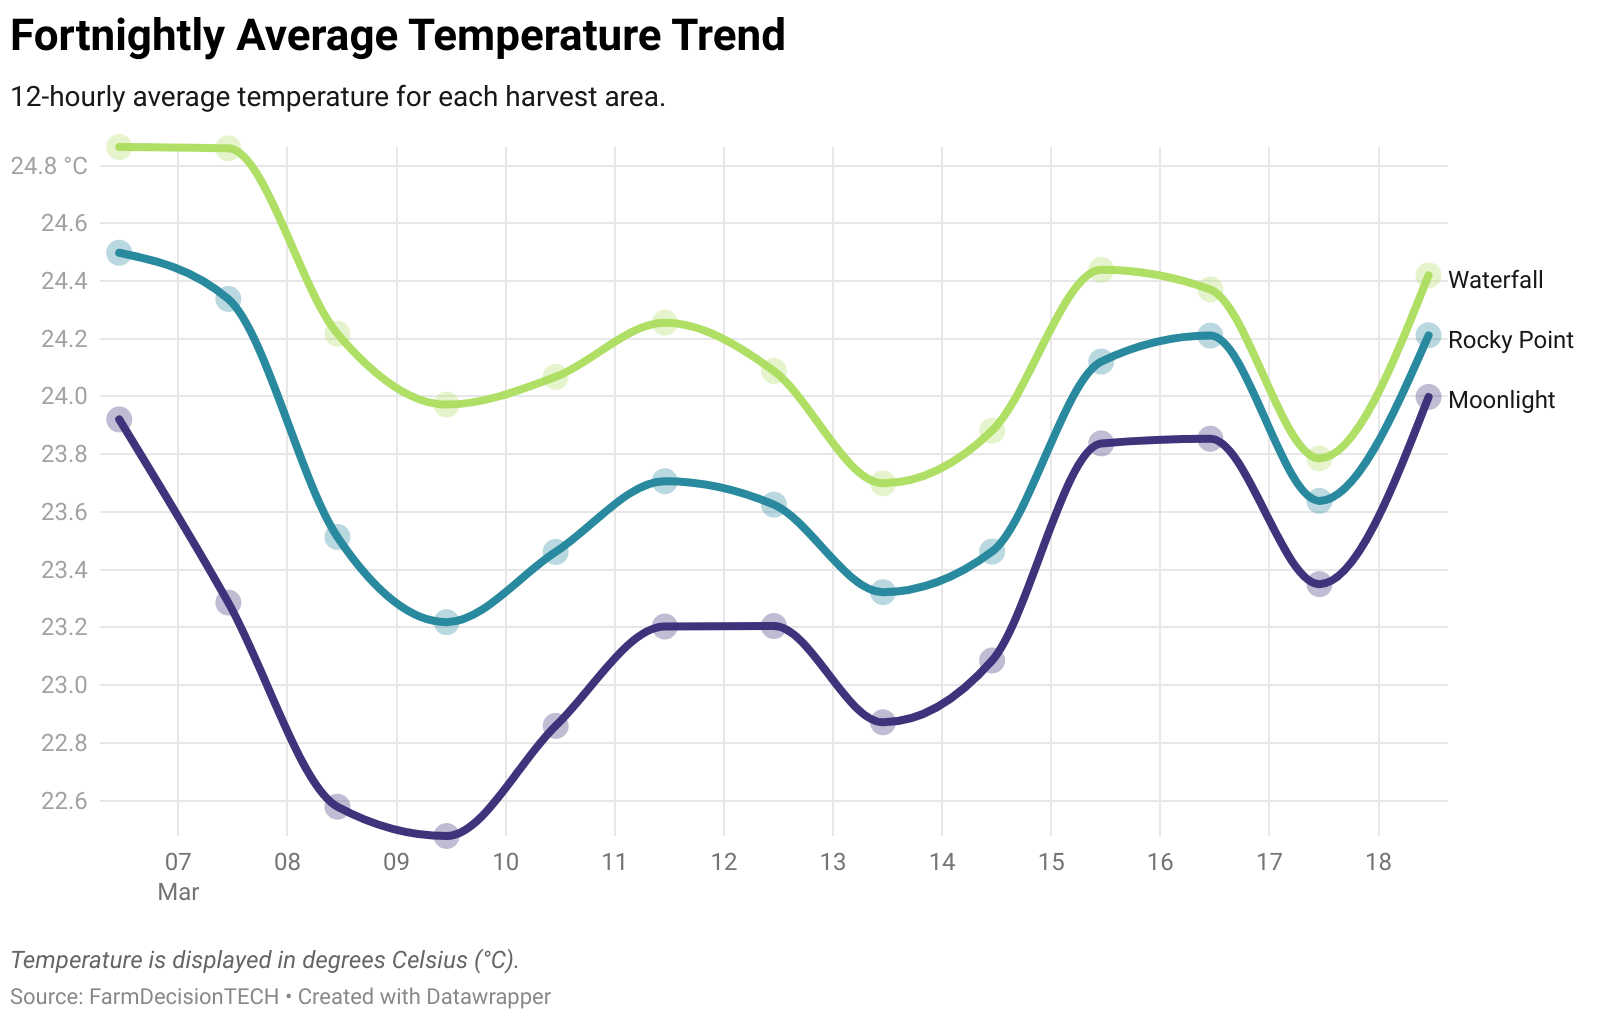 Fortnightly Average Temperature Trend
12-hourly average temperature for each harvest area.
24.8 °C
24.6
24.4
24.2
24.0
23.8
23.6
23.4
23.2
23.0
22.8
22.6
Waterfall
Rocky Point
Moonlight
07 08 09 10 11 12 13 14 15 16 17 18
Mar
Temperature is displayed in degrees Celsius (°C).
Source: FarmDecisionTECH • Created with Datawrapper